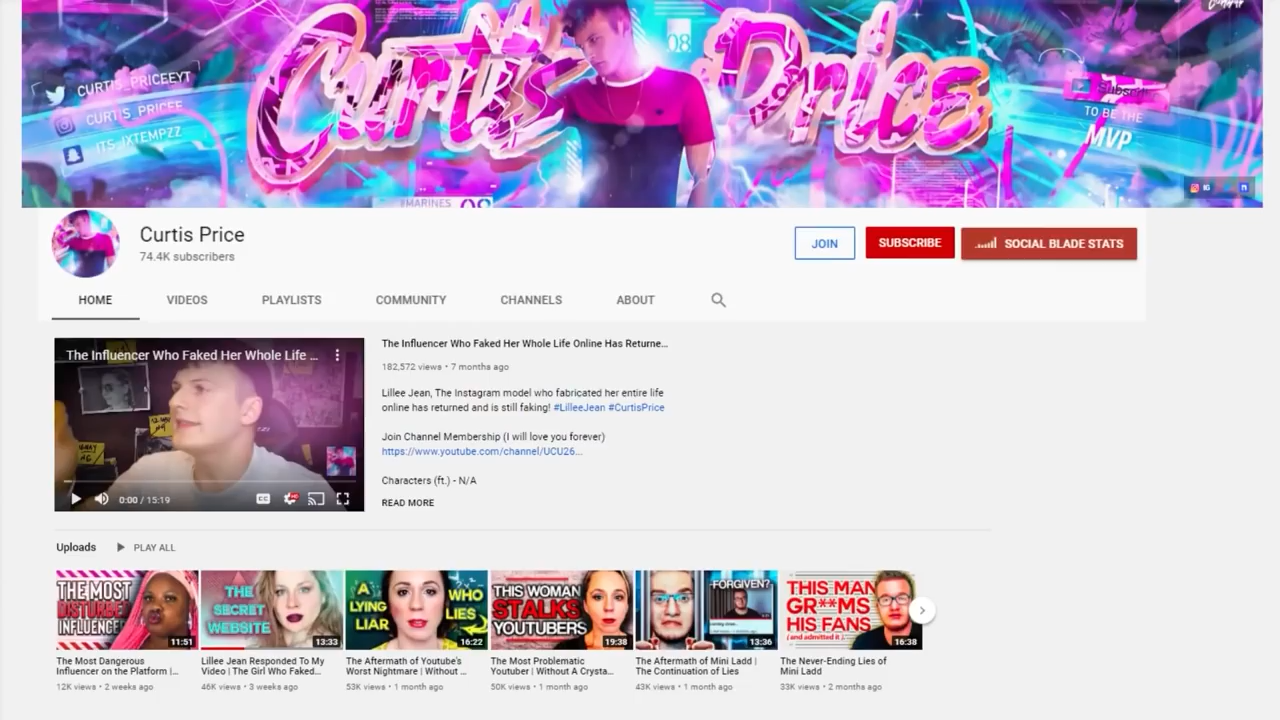 Curtis Price
08
CURTIS_PRICEEYT
CURTIS_PRICEE
ITS_IXTEMPZZ
TO BE THE
MVP
#MARINES 08
IG
Curtis Price
74.4K subscribers
JOIN
SUBSCRIBE
SOCIAL BLADE STATS
HOME VIDEOS PLAYLISTS COMMUNITY CHANNELS ABOUT
The Influencer Who Faked Her Whole Life ...
0:00 / 15:19
CC
HD
The Influencer Who Faked Her Whole Life Online Has Returne...
182,572 views • 7 months ago
Lillee Jean, The Instagram model who fabricated her entire life
online has returned and is still faking! #LilleeJean #CurtisPrice
Join Channel Membership (I will love you forever)
https://www.youtube.com/channel/UCU26...
Characters (ft.) - N/A
READ MORE
Uploads PLAY ALL
THE MOST
DISTURBED
INFLUENCER
11:51
The Most Dangerous
Influencer on the Platform |...
12K views • 2 weeks ago
THE
SECRET
WEBSITE
13:33
Lillee Jean Responded To My
Video | The Girl Who Faked...
46K views • 3 weeks ago
A
LYING
LIAR
WHO
LIES
16:22
The Aftermath of Youtube's
Worst Nightmare | Without ...
53K views • 1 month ago
THIS WOMAN
STALKS
YOUTUBERS
19:38
The Most Problematic
Youtuber | Without A Crysta...
50K views • 1 month ago
FORGIVEN?
13:36
The Aftermath of Mini Ladd |
The Continuation of Lies
43K views • 1 month ago
THIS MAN
GR**MS
HIS FANS
(and admitted it)
16:38
The Never-Ending Lies of
Mini Ladd
33K views • 2 months ago